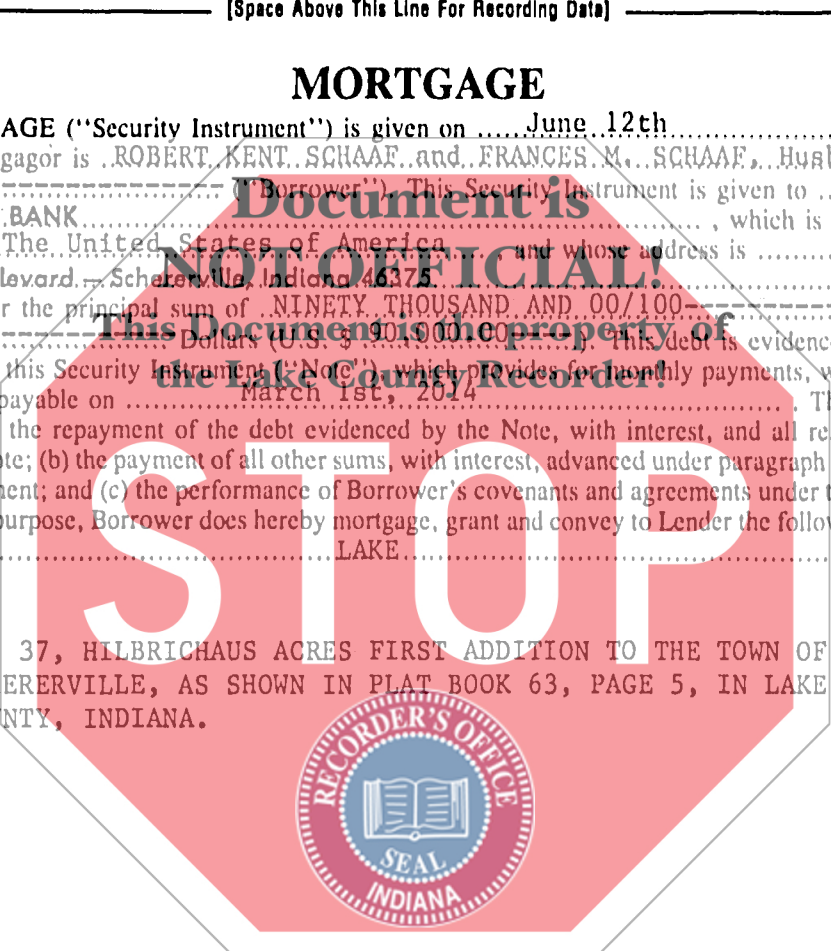 [Space Above This Line For Recording Data]
MORTGAGE
AGE ("Security Instrument") is given on ..... June 12th
gagor is ROBERT KENT SCHAAF and FRANCES M. SCHAAF, Husb
("Borrower"). This Security Instrument is given to
Document is
BANK , which is
The United States of America , and whose address is
NOT OFFICIAL!
levard - Schererville, Indiana 46375
r the principal sum of NINETY THOUSAND AND 00/100
This Document is the property of
Dollars (U.S. $ 90,000.00 ). This debt is evidenc
this Security Instrument ("Note"), which provides for monthly payments, w
the Lake County Recorder!
payable on March 1st, 2014 . Th
the repayment of the debt evidenced by the Note, with interest, and all re
te; (b) the payment of all other sums, with interest, advanced under paragraph
nent; and (c) the performance of Borrower's covenants and agreements under t
purpose, Borrower does hereby mortgage, grant and convey to Lender the follow
LAKE
STOP
37, HILBRICHAUS ACRES FIRST ADDITION TO THE TOWN OF
ERERVILLE, AS SHOWN IN PLAT BOOK 63, PAGE 5, IN LAKE
NTY, INDIANA.
RECORDER'S OFFICE
SEAL
INDIANA